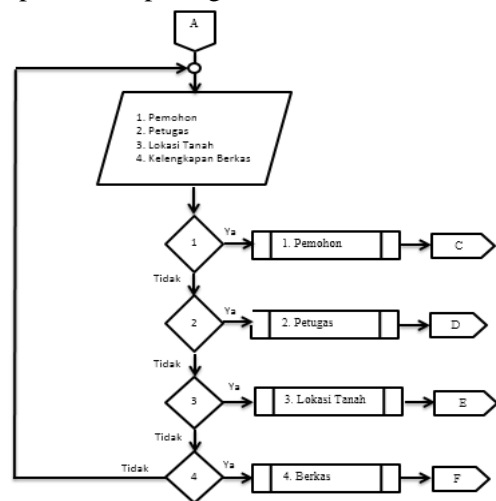 A
1. Pemohon
2. Petugas
3. Lokasi Tanah
4. Kelengkapan Berkas
1
Ya
1. Pemohon
C
Tidak
2
Ya
2. Petugas
D
Tidak
3
Ya
3. Lokasi Tanah
E
Tidak
4
Tidak
Ya
4. Berkas
F